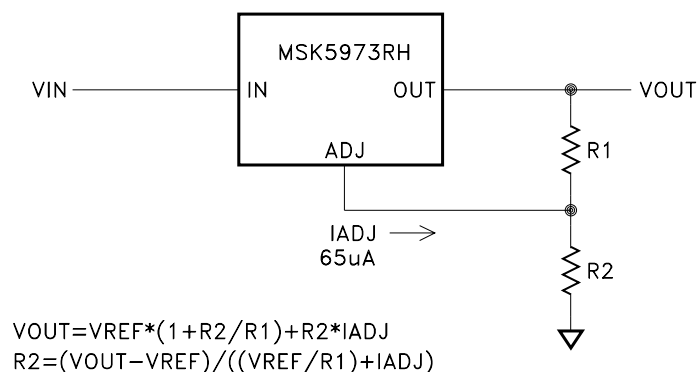 MSK5973RH
VIN
IN
OUT
VOUT
ADJ
R1
IADJ
65uA
R2
VOUT=VREF*(1+R2/R1)+R2*IADJ
R2=(VOUT-VREF)/((VREF/R1)+IADJ)